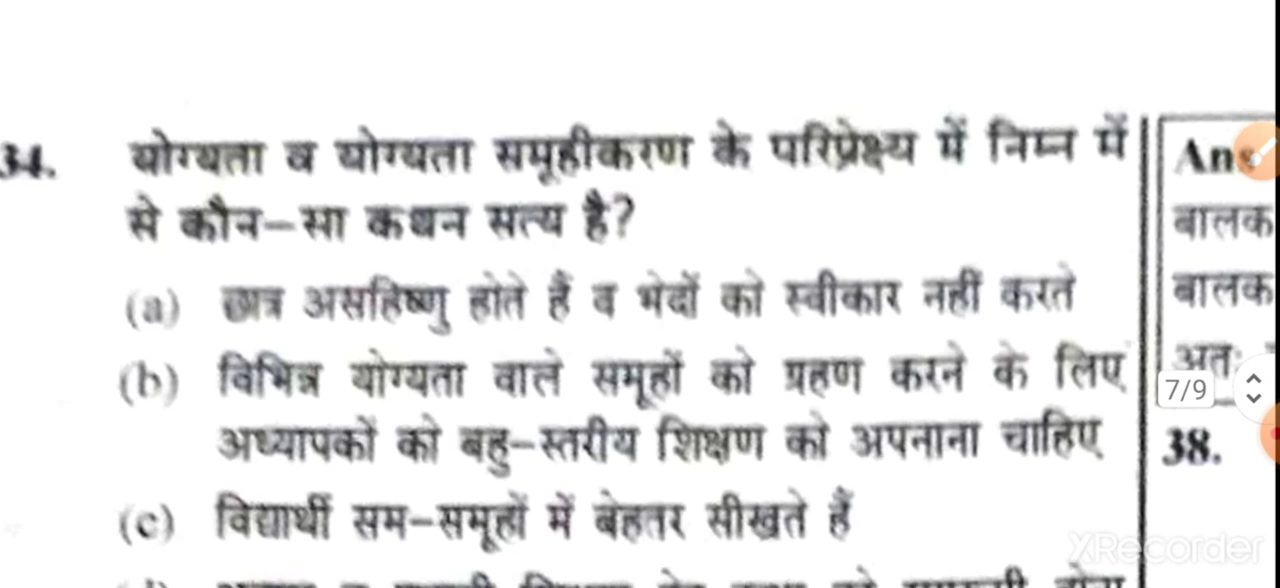 34. योग्यता व योग्यता समूहीकरण के परिप्रेक्ष्य में निम्न में
से कौन-सा कथन सत्य है?
(a) छात्र असहिष्णु होते हैं व भेदों को स्वीकार नहीं करते
(b) विभिन्न योग्यता वाले समूहों को ग्रहण करने के लिए
अध्यापकों को बहु-स्तरीय शिक्षण को अपनाना चाहिए
(c) विद्यार्थी सम-समूहों में बेहतर सीखते हैं
Ans
बालक
बालक
अतः
7/9
38.
XRecorder